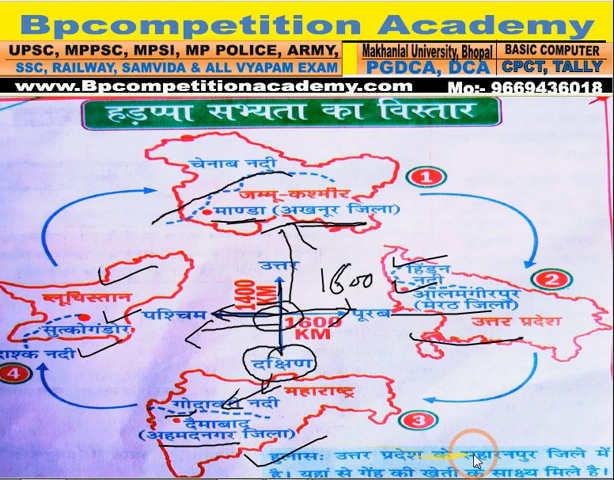 Bpcompetition Academy
UPSC, MPPSC, MPSI, MP POLICE, ARMY,
SSC, RAILWAY, SAMVIDA & ALL VYAPAM EXAM
Makhanlal University, Bhopal
PGDCA, DCA
BASIC COMPUTER
CPCT, TALLY
www.Bpcompetitionacademy.com
Mo:- 9669436018
हड़प्पा सभ्यता का विस्तार
चेनाब नदी
जम्मू-कश्मीर
माण्डा (अखनूर जिला)
1
उत्तर
1600
हिंडन
नदी
आलमगीरपुर
(मेरठ जिला)
2
उत्तर प्रदेश
ब्लूचिस्तान
सुत्कोगेंडोर
दाश्क नदी
4
पश्चिम
1400
KM
1600
KM
पूरब
दक्षिण
महाराष्ट्र
गोदावरी नदी
दैमाबाद
(अहमदनगर जिला)
3
हुलासः उत्तर प्रदेश के सहारनपुर जिले में
है। यहां से गेंह की खेती के साक्ष्य मिले है।